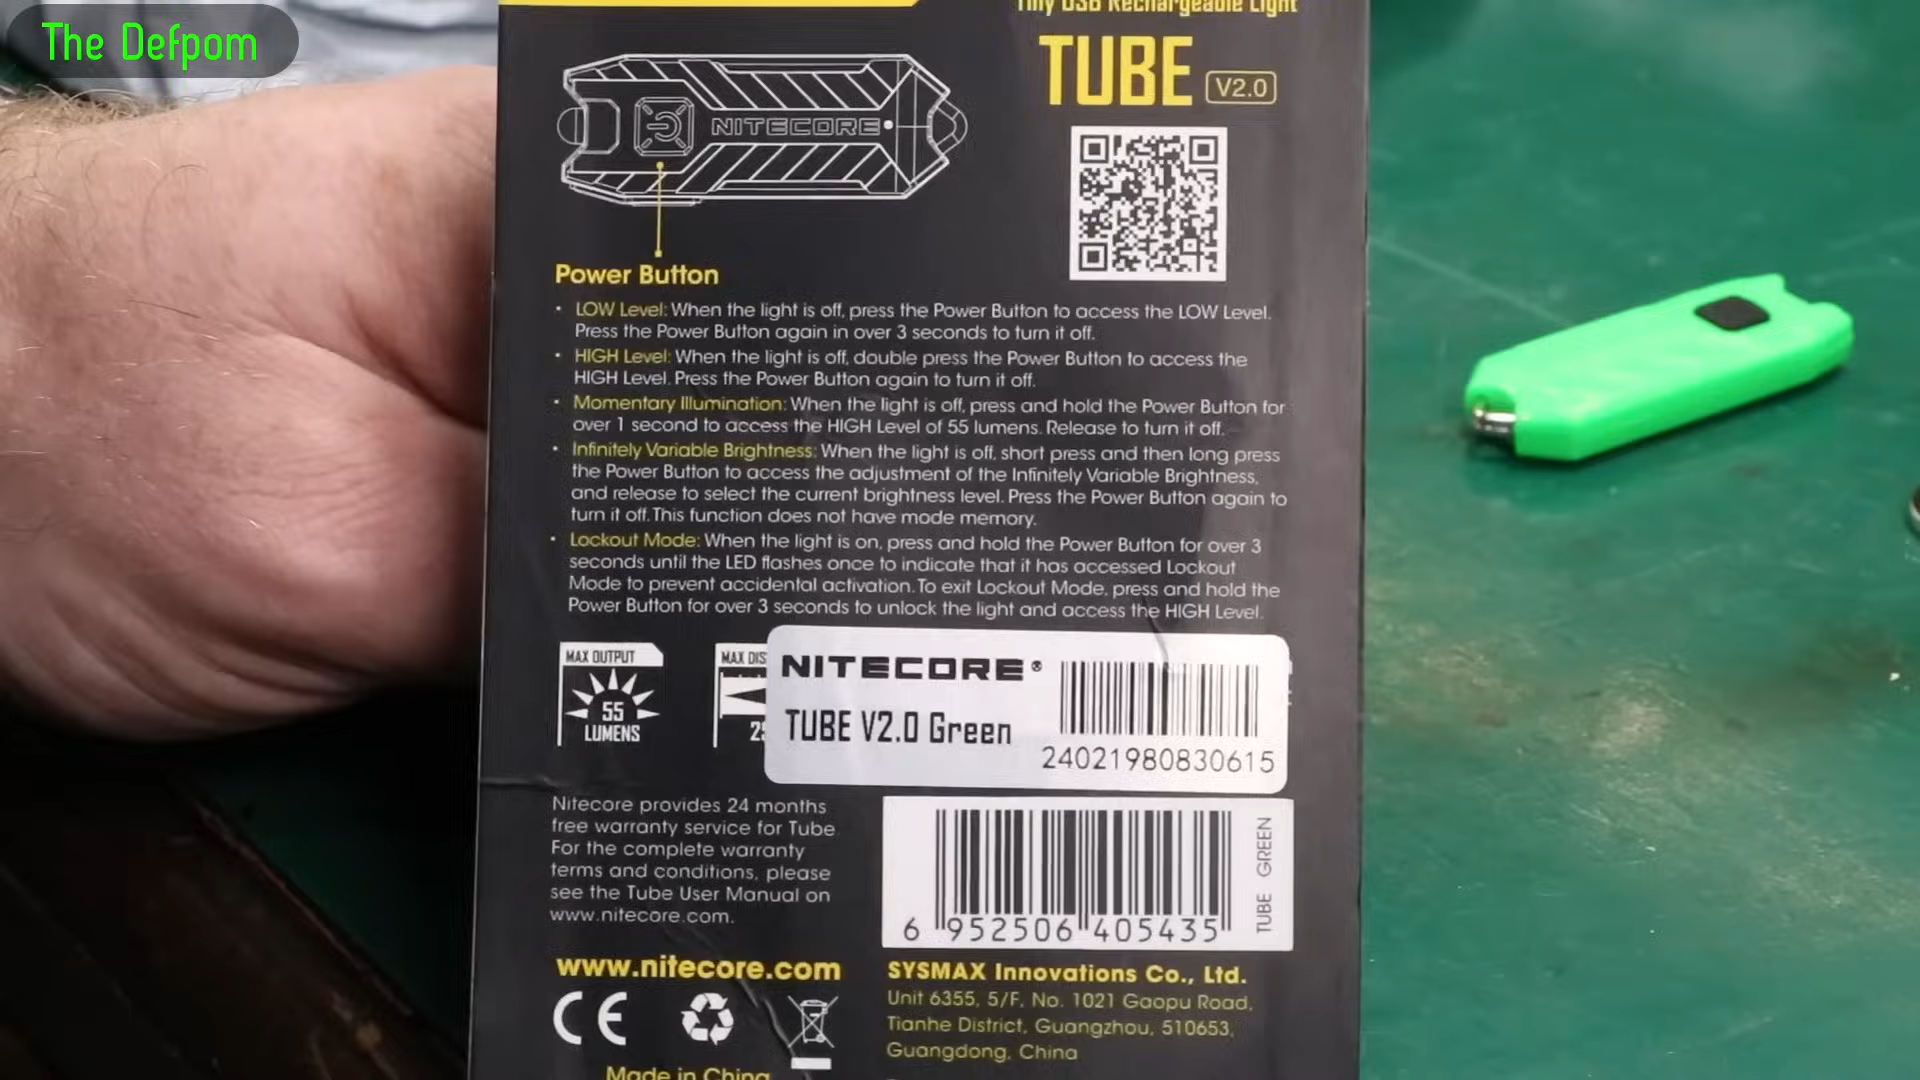 The Defpom
Tiny USB Rechargeable Light
TUBE V2.0
NITECORE
Power Button
• LOW Level: When the light is off, press the Power Button to access the LOW Level.
Press the Power Button again in over 3 seconds to turn it off.
• HIGH Level: When the light is off, double press the Power Button to access the
HIGH Level. Press the Power Button again to turn it off.
• Momentary Illumination: When the light is off, press and hold the Power Button for
over 1 second to access the HIGH Level of 55 lumens. Release to turn it off.
• Infinitely Variable Brightness: When the light is off, short press and then long press
the Power Button to access the adjustment of the Infinitely Variable Brightness,
and release to select the current brightness level. Press the Power Button again to
turn it off. This function does not have mode memory.
• Lockout Mode: When the light is on, press and hold the Power Button for over 3
seconds until the LED flashes once to indicate that it has accessed Lockout
Mode to prevent accidental activation. To exit Lockout Mode, press and hold the
Power Button for over 3 seconds to unlock the light and access the HIGH Level.
MAX OUTPUT
55
LUMENS
MAX DIS
NITECORE®
TUBE V2.0 Green
24021980830615
Nitecore provides 24 months
free warranty service for Tube
For the complete warranty
terms and conditions, please
see the Tube User Manual on
www.nitecore.com.
6 952506 405435
TUBE GREEN
www.nitecore.com
CE
Made in China
SYSMAX Innovations Co., Ltd.
Unit 6355, 5/F, No. 1021 Gaopu Road,
Tianhe District, Guangzhou, 510653,
Guangdong, China